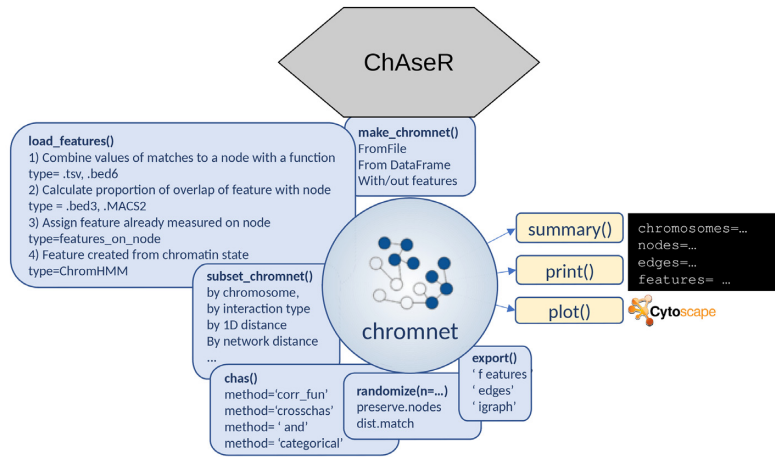 ChAseR
make_chromnet()
FromFile
From DataFrame
With/out features
load_features()
1) Combine values of matches to a node with a function
type= .tsv, .bed6
2) Calculate proportion of overlap of feature with node
type = .bed3, .MACS2
3) Assign feature already measured on node
type=features_on_node
4) Feature created from chromatin state
type=ChromHMM
subset_chromnet()
by chromosome,
by interaction type
by 1D distance
By network distance
...
chromnet
summary()
print()
plot()
chromosomes=…
nodes=…
edges=…
features= …
Cytoscape
chas()
method=‘corr_fun’
method=‘crosschas’
method= ‘ and’
method= ‘categorical’
randomize(n=…)
preserve.nodes
dist.match
export()
‘ f eatures’
‘ edges’
‘ igraph’